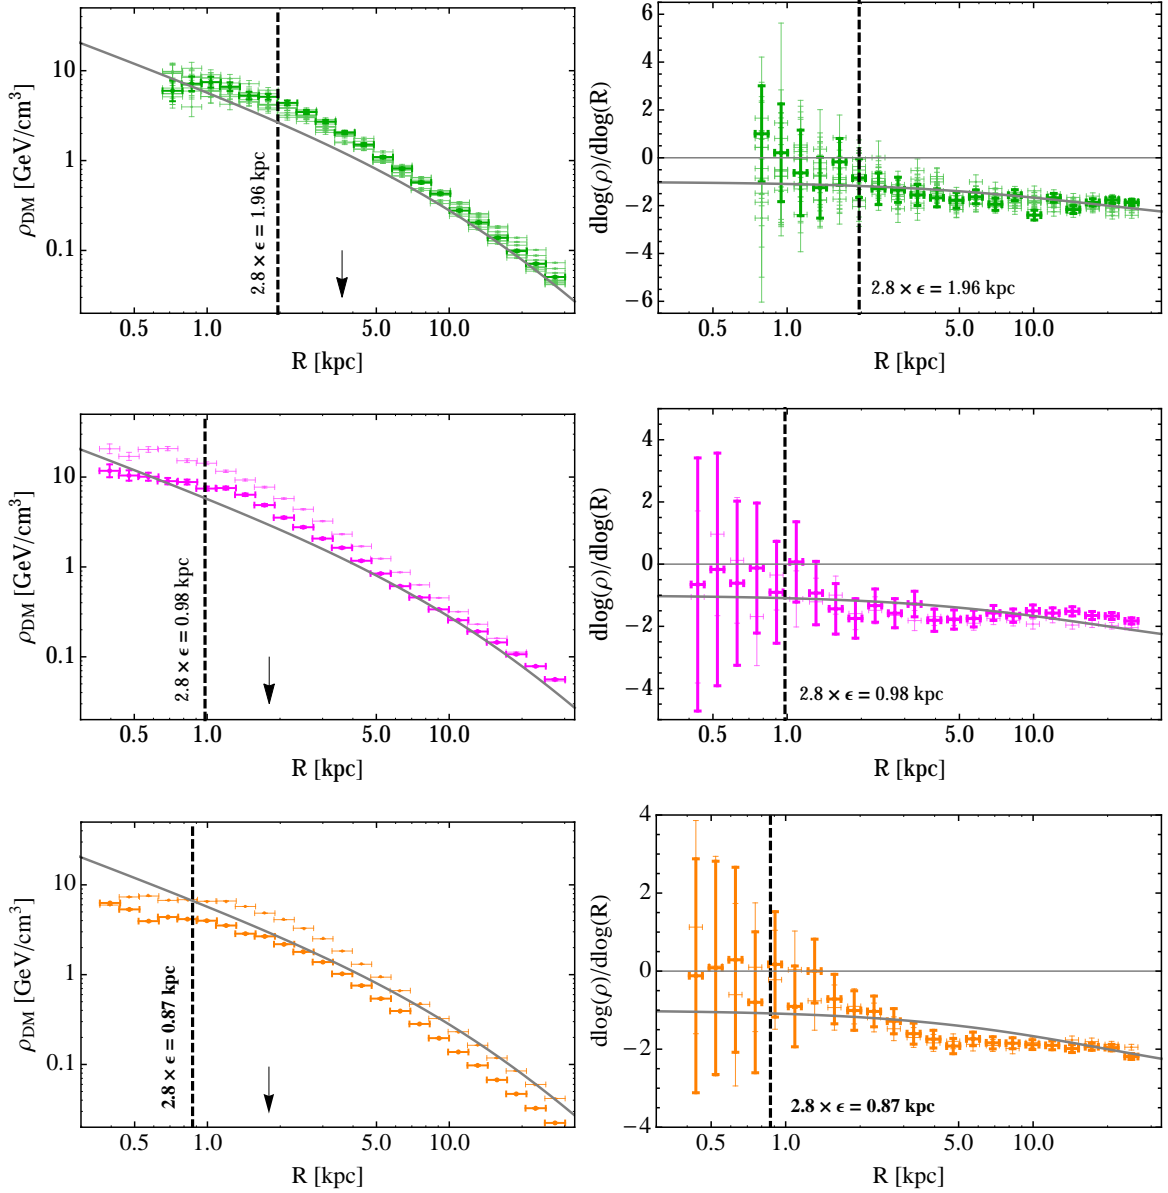 10
1
0.1
ρDM [GeV/cm³]
2.8 × ϵ = 1.96 kpc
0.5 1.0 5.0 10.0
R [kpc]
6
4
2
0
−2
−4
−6
dlog(ρ)/dlog(R)
2.8 × ϵ = 1.96 kpc
0.5 1.0 5.0 10.0
R [kpc]
10
1
0.1
ρDM [GeV/cm³]
2.8 × ϵ = 0.98 kpc
0.5 1.0 5.0 10.0
R [kpc]
4
2
0
−2
−4
dlog(ρ)/dlog(R)
2.8 × ϵ = 0.98 kpc
0.5 1.0 5.0 10.0
R [kpc]
10
1
0.1
ρDM [GeV/cm³]
2.8 × ϵ = 0.87 kpc
0.5 1.0 5.0 10.0
R [kpc]
4
2
0
−2
−4
dlog(ρ)/dlog(R)
2.8 × ϵ = 0.87 kpc
0.5 1.0 5.0 10.0
R [kpc]